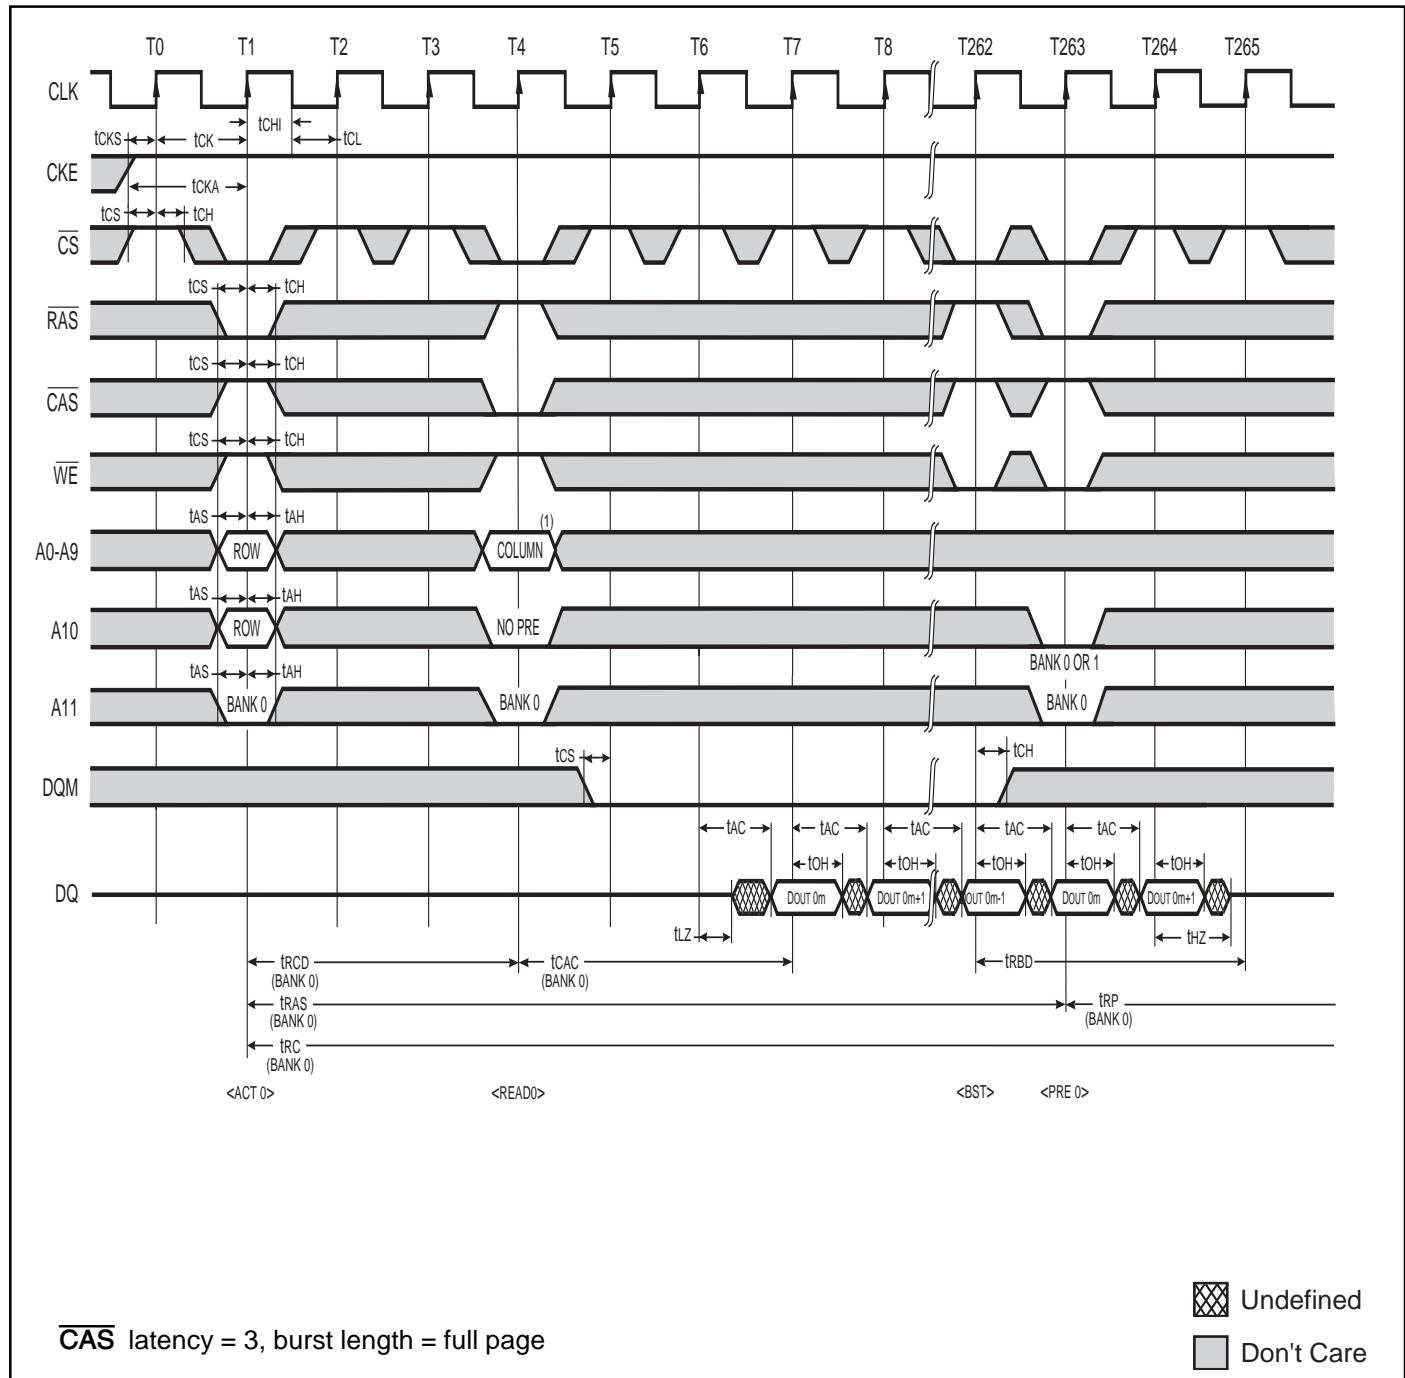 T0 T1 T2 T3 T4 T5 T6 T7 T8 T262 T263 T264 T265
CLK
tCHI
tCKS tCK tCL
CKE
tCKA
tCS tCH
CS
tCS tCH
RAS
tCS tCH
CAS
tCS tCH
WE
tAS tAH (1)
A0-A9 ROW COLUMN
tAS tAH
A10 ROW NO PRE
BANK 0 OR 1
tAS tAH
A11 BANK 0 BANK 0 BANK 0
tCS tCH
DQM
tAC tAC tAC tAC tAC
tOH tOH tOH tOH tOH
DQ DOUT 0m DOUT 0m+1 OUT 0m-1 DOUT 0m DOUT 0m+1
tLZ tHZ
tRCD tCAC tRBD
(BANK 0) (BANK 0)
tRAS tRP
(BANK 0) (BANK 0)
tRC
(BANK 0)
<ACT 0> <READ0> <BST> <PRE 0>
Undefined
CAS latency = 3, burst length = full page
Don't Care